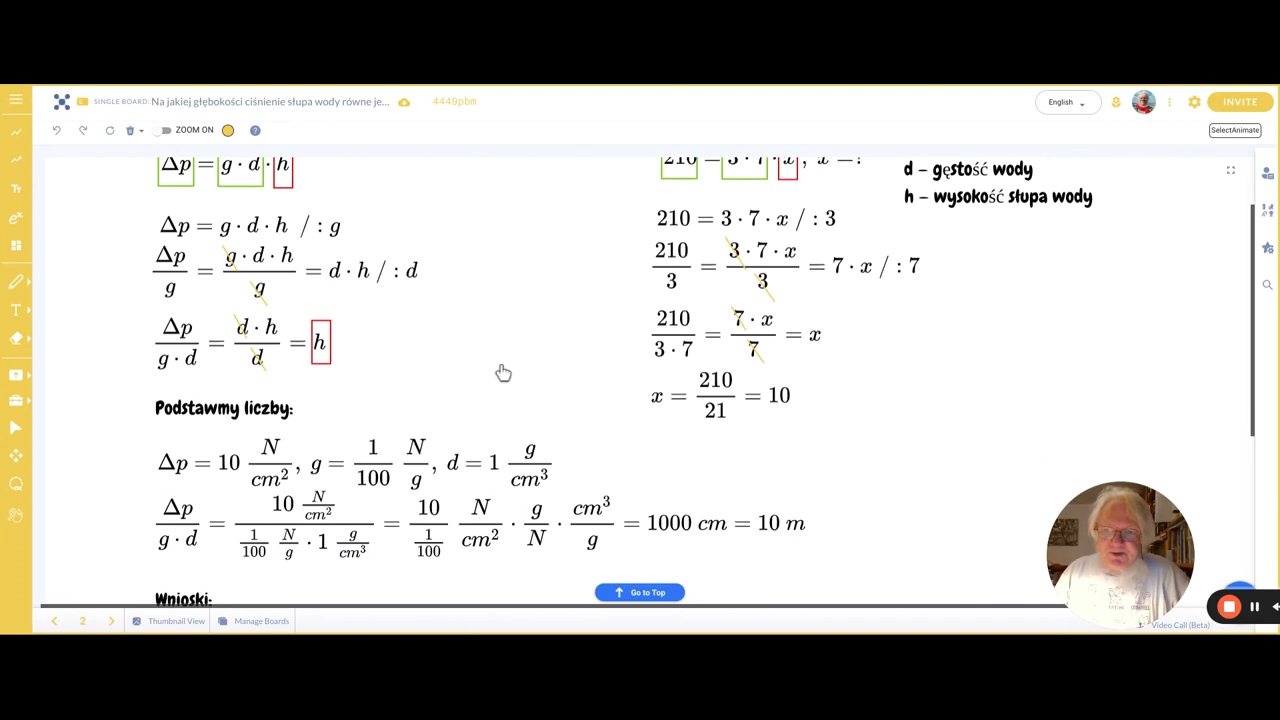 SINGLE BOARD: Na jakiej głębokości ciśnienie słupa wody równe je... 4449pbm English INVITE
ZOOM ON SelectAnimate
Δp = g · d · h
210 = 3 · 7 · x , x = ?
d – gęstość wody
h – wysokość słupa wody
Δp = g · d · h / : g
Δp/g = (g · d · h)/g = d · h / : d
Δp/(g · d) = (d · h)/d = h
210 = 3 · 7 · x / : 3
210/3 = (3 · 7 · x)/3 = 7 · x / : 7
210/(3 · 7) = (7 · x)/7 = x
x = 210/21 = 10
Podstawmy liczby:
Δp = 10 N/cm², g = 1/100 N/g, d = 1 g/cm³
Δp/(g · d) = (10 N/cm²)/(1/100 N/g · 1 g/cm³) = 10/(1/100) N/cm² · g/N · cm³/g = 1000 cm = 10 m
Wnioski:
Go to Top
2 Thumbnail View Manage Boards Video Call (Beta)